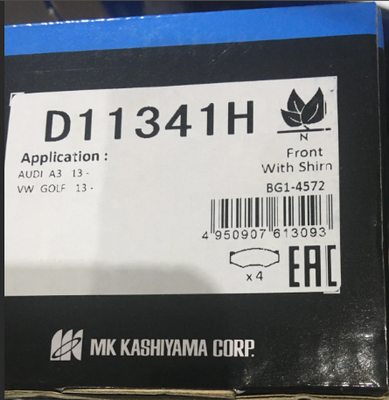 D11341H
N
Application :
Front
AUDI A3 13 -
With Shim
VW GOLF 13 -
BG1-4572
4 950907 613093
x 4
EAC
MK KASHIYAMA CORP.